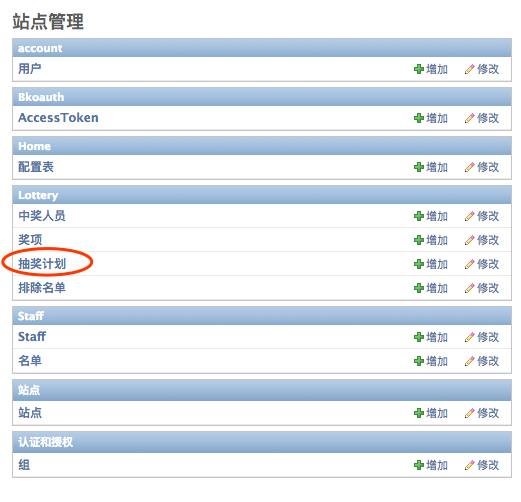 站点管理
account
用户 增加 修改
Bkoauth
AccessToken 增加 修改
Home
配置表 增加 修改
Lottery
中奖人员 增加 修改
奖项 增加 修改
抽奖计划 增加 修改
排除名单 增加 修改
Staff
Staff 增加 修改
名单 增加 修改
站点
站点 增加 修改
认证和授权
组 增加 修改